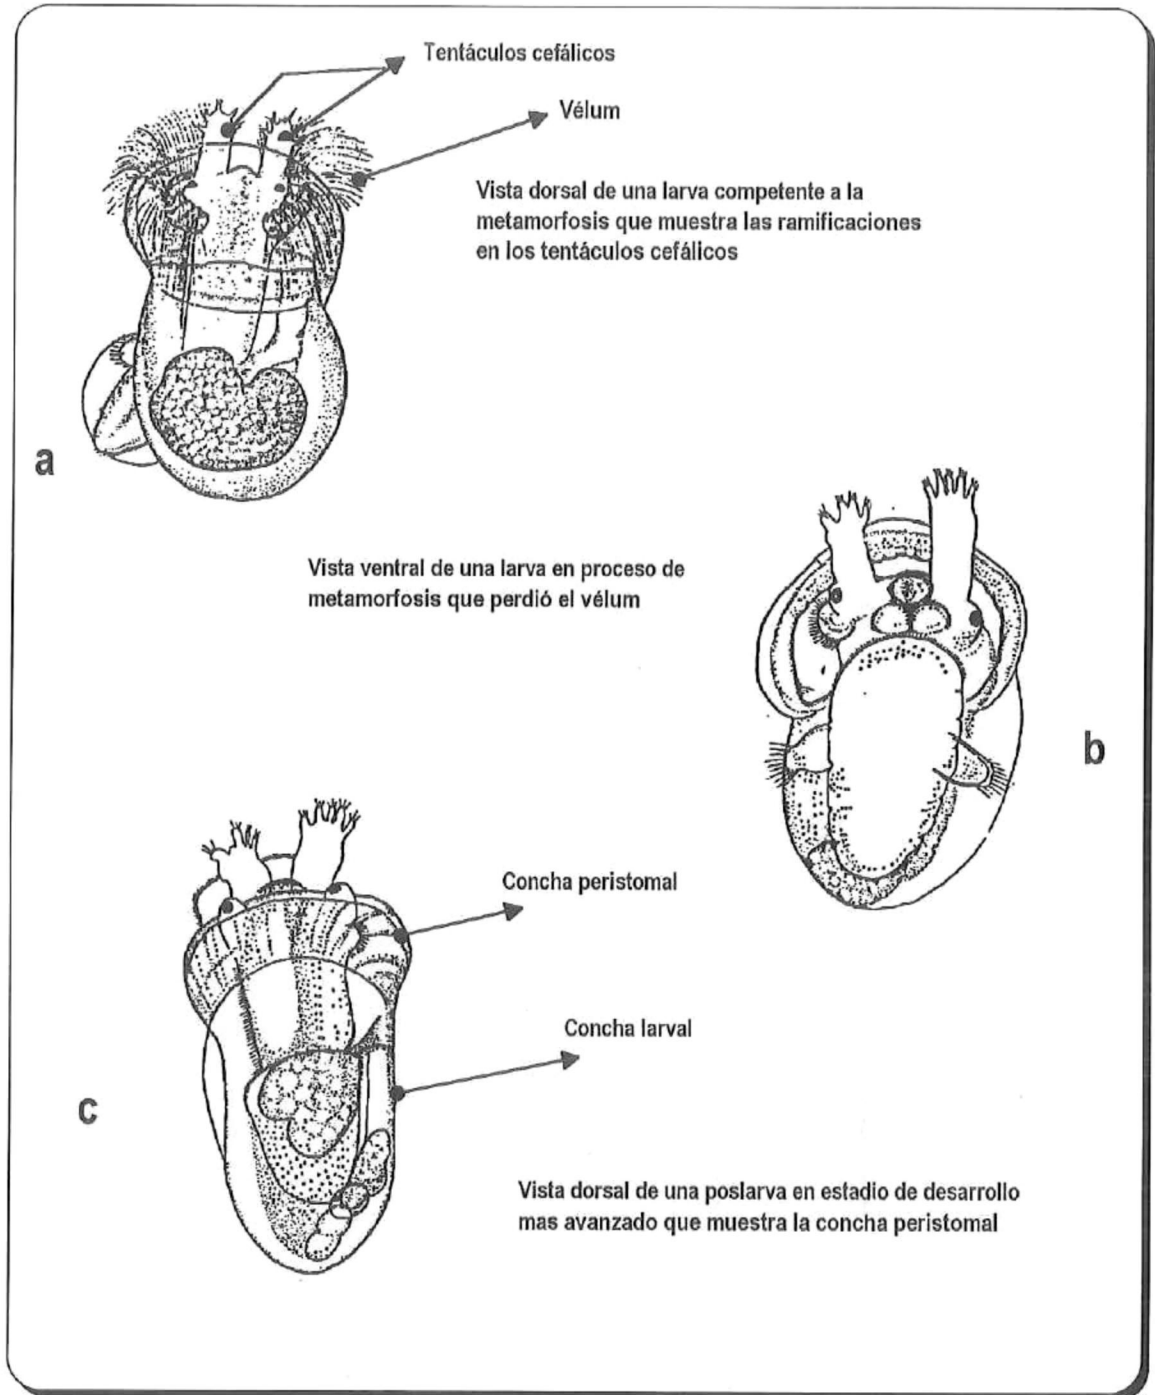 Tentáculos cefálicos
Vélum
Vista dorsal de una larva competente a la
metamorfosis que muestra las ramificaciones
en los tentáculos cefálicos
a
Vista ventral de una larva en proceso de
metamorfosis que perdió el vélum
b
Concha peristomal
Concha larval
c
Vista dorsal de una poslarva en estadio de desarrollo
mas avanzado que muestra la concha peristomal